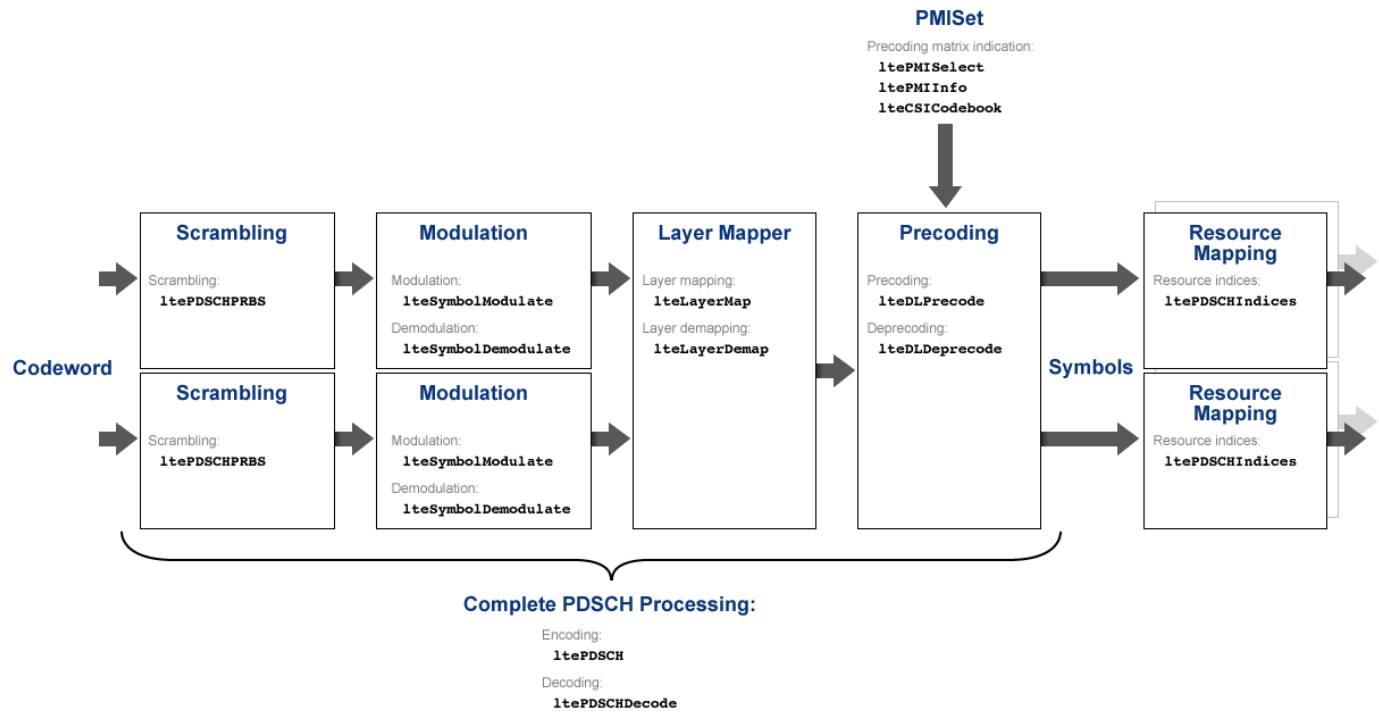 PMISet
Precoding matrix indication:
ltePMISelect
ltePMIInfo
lteCSICodebook
Codeword
Scrambling
Scrambling:
ltePDSCHPRBS
Scrambling
Scrambling:
ltePDSCHPRBS
Modulation
Modulation:
lteSymbolModulate
Demodulation:
lteSymbolDemodulate
Modulation
Modulation:
lteSymbolModulate
Demodulation:
lteSymbolDemodulate
Layer Mapper
Layer mapping:
lteLayerMap
Layer demapping:
lteLayerDemap
Precoding
Precoding:
lteDLPrecode
Deprecoding:
lteDLDeprecode
Symbols
Resource
Mapping
Resource indices:
ltePDSCHIndices
Resource
Mapping
Resource indices:
ltePDSCHIndices
Complete PDSCH Processing:
Encoding:
ltePDSCH
Decoding:
ltePDSCHDecode